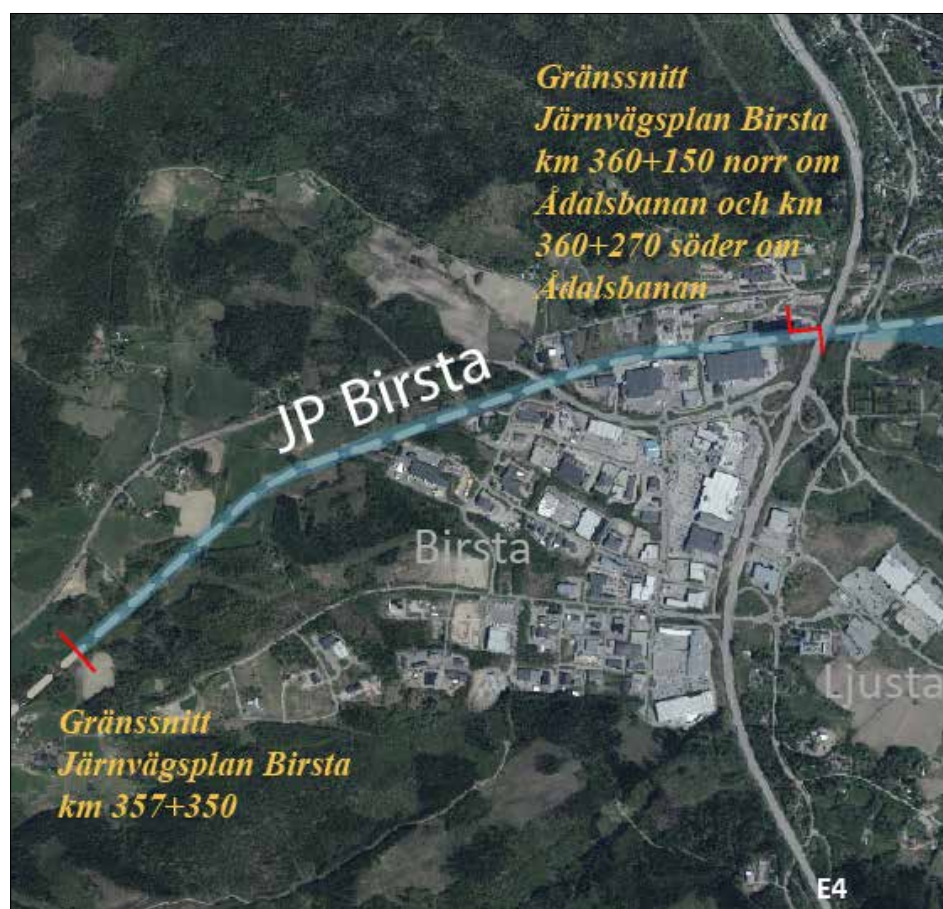 Gränssnitt
Järnvägsplan Birsta
km 360+150 norr om
Ådalsbanan och km
360+270 söder om
Ådalsbanan
JP Birsta
Birsta
Ljusta
Gränssnitt
Järnvägsplan Birsta
km 357+350
E4